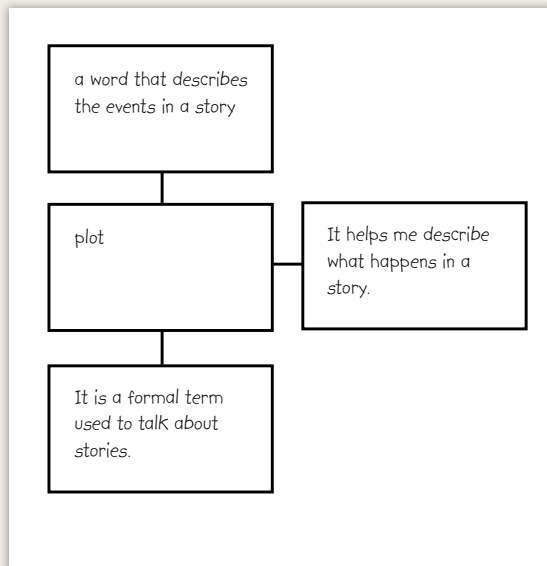 a word that describes
the events in a story
plot
It helps me describe
what happens in a
story.
It is a formal term
used to talk about
stories.